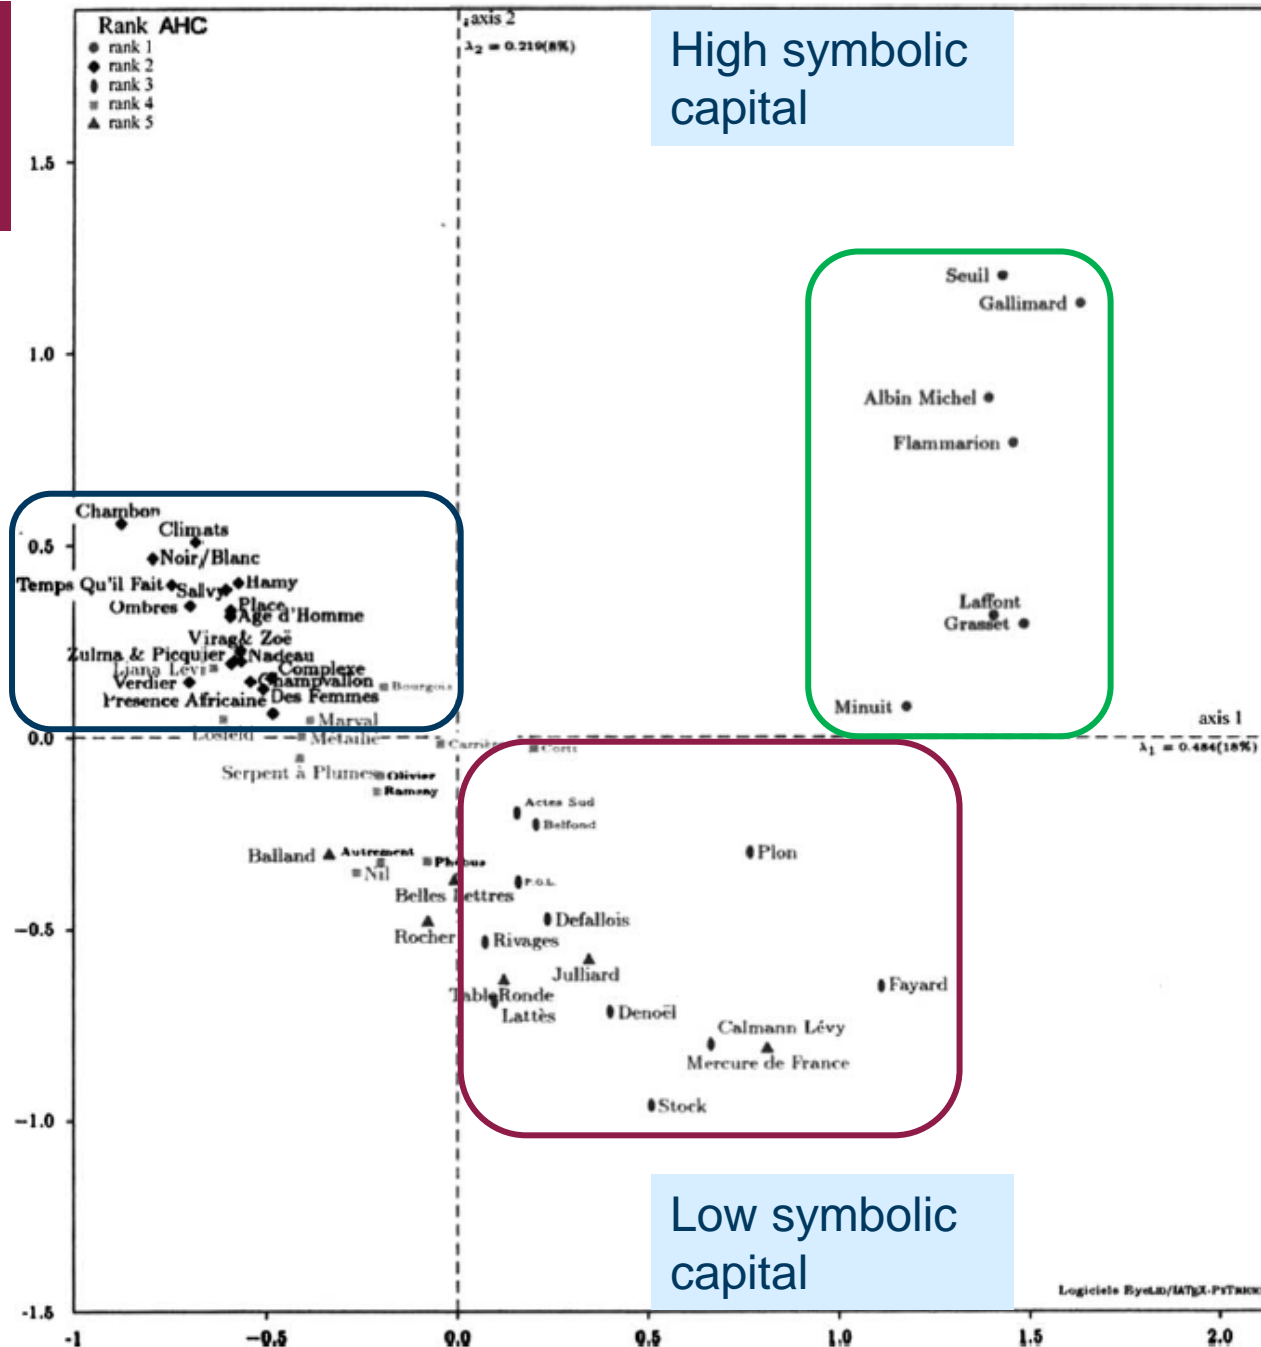 Rank AHC
rank 1
rank 2
rank 3
rank 4
rank 5
axis 2
λ₂ = 0.219(8%)
High symbolic
capital
1.5
Seuil
Gallimard
1.0
Albin Michel
Flammarion
Chambon
Climats
0.5
Noir/Blanc
Temps Qu'il Fait
Sallvy
Hamy
Ombres
Place
Age d'Homme
Laffont
Grasset
Virag& Zoë
Zulma & Picquier
Nadeau
Liana Levi
Complexe
Verdier
Champvallon
Bourgois
Presence Africaine
Des Femmes
Minuit
Losfeld
Marval
axis 1
0.0
Métailié
Carrière
Corti
λ₁ = 0.484(18%)
Serpent à Plumes
Olivier
Ramsay
Actes Sud
Belfond
Balland
Autrement
Phébus
Plon
Nil
P.O.L.
Belles Lettres
−0.5
Defallois
Rocher
Rivages
Julliard
Fayard
TableRonde
Lattès
Denoël
Calmann Lévy
Mercure de France
Stock
−1.0
Low symbolic
capital
-1.5
-1
−0.5
0.0
0.5
1.0
1.5
2.0